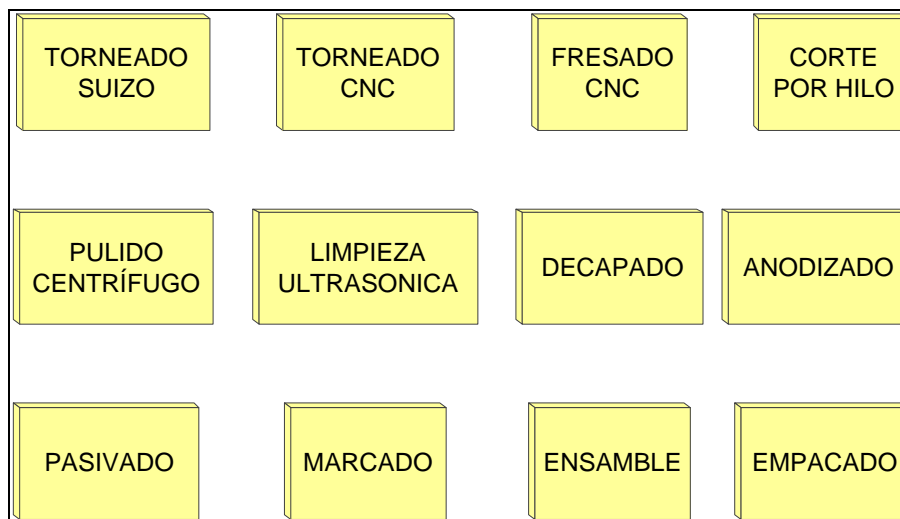 TORNEADO
SUIZO
TORNEADO
CNC
FRESADO
CNC
CORTE
POR HILO
PULIDO
CENTRÍFUGO
LIMPIEZA
ULTRASONICA
DECAPADO
ANODIZADO
PASIVADO
MARCADO
ENSAMBLE
EMPACADO